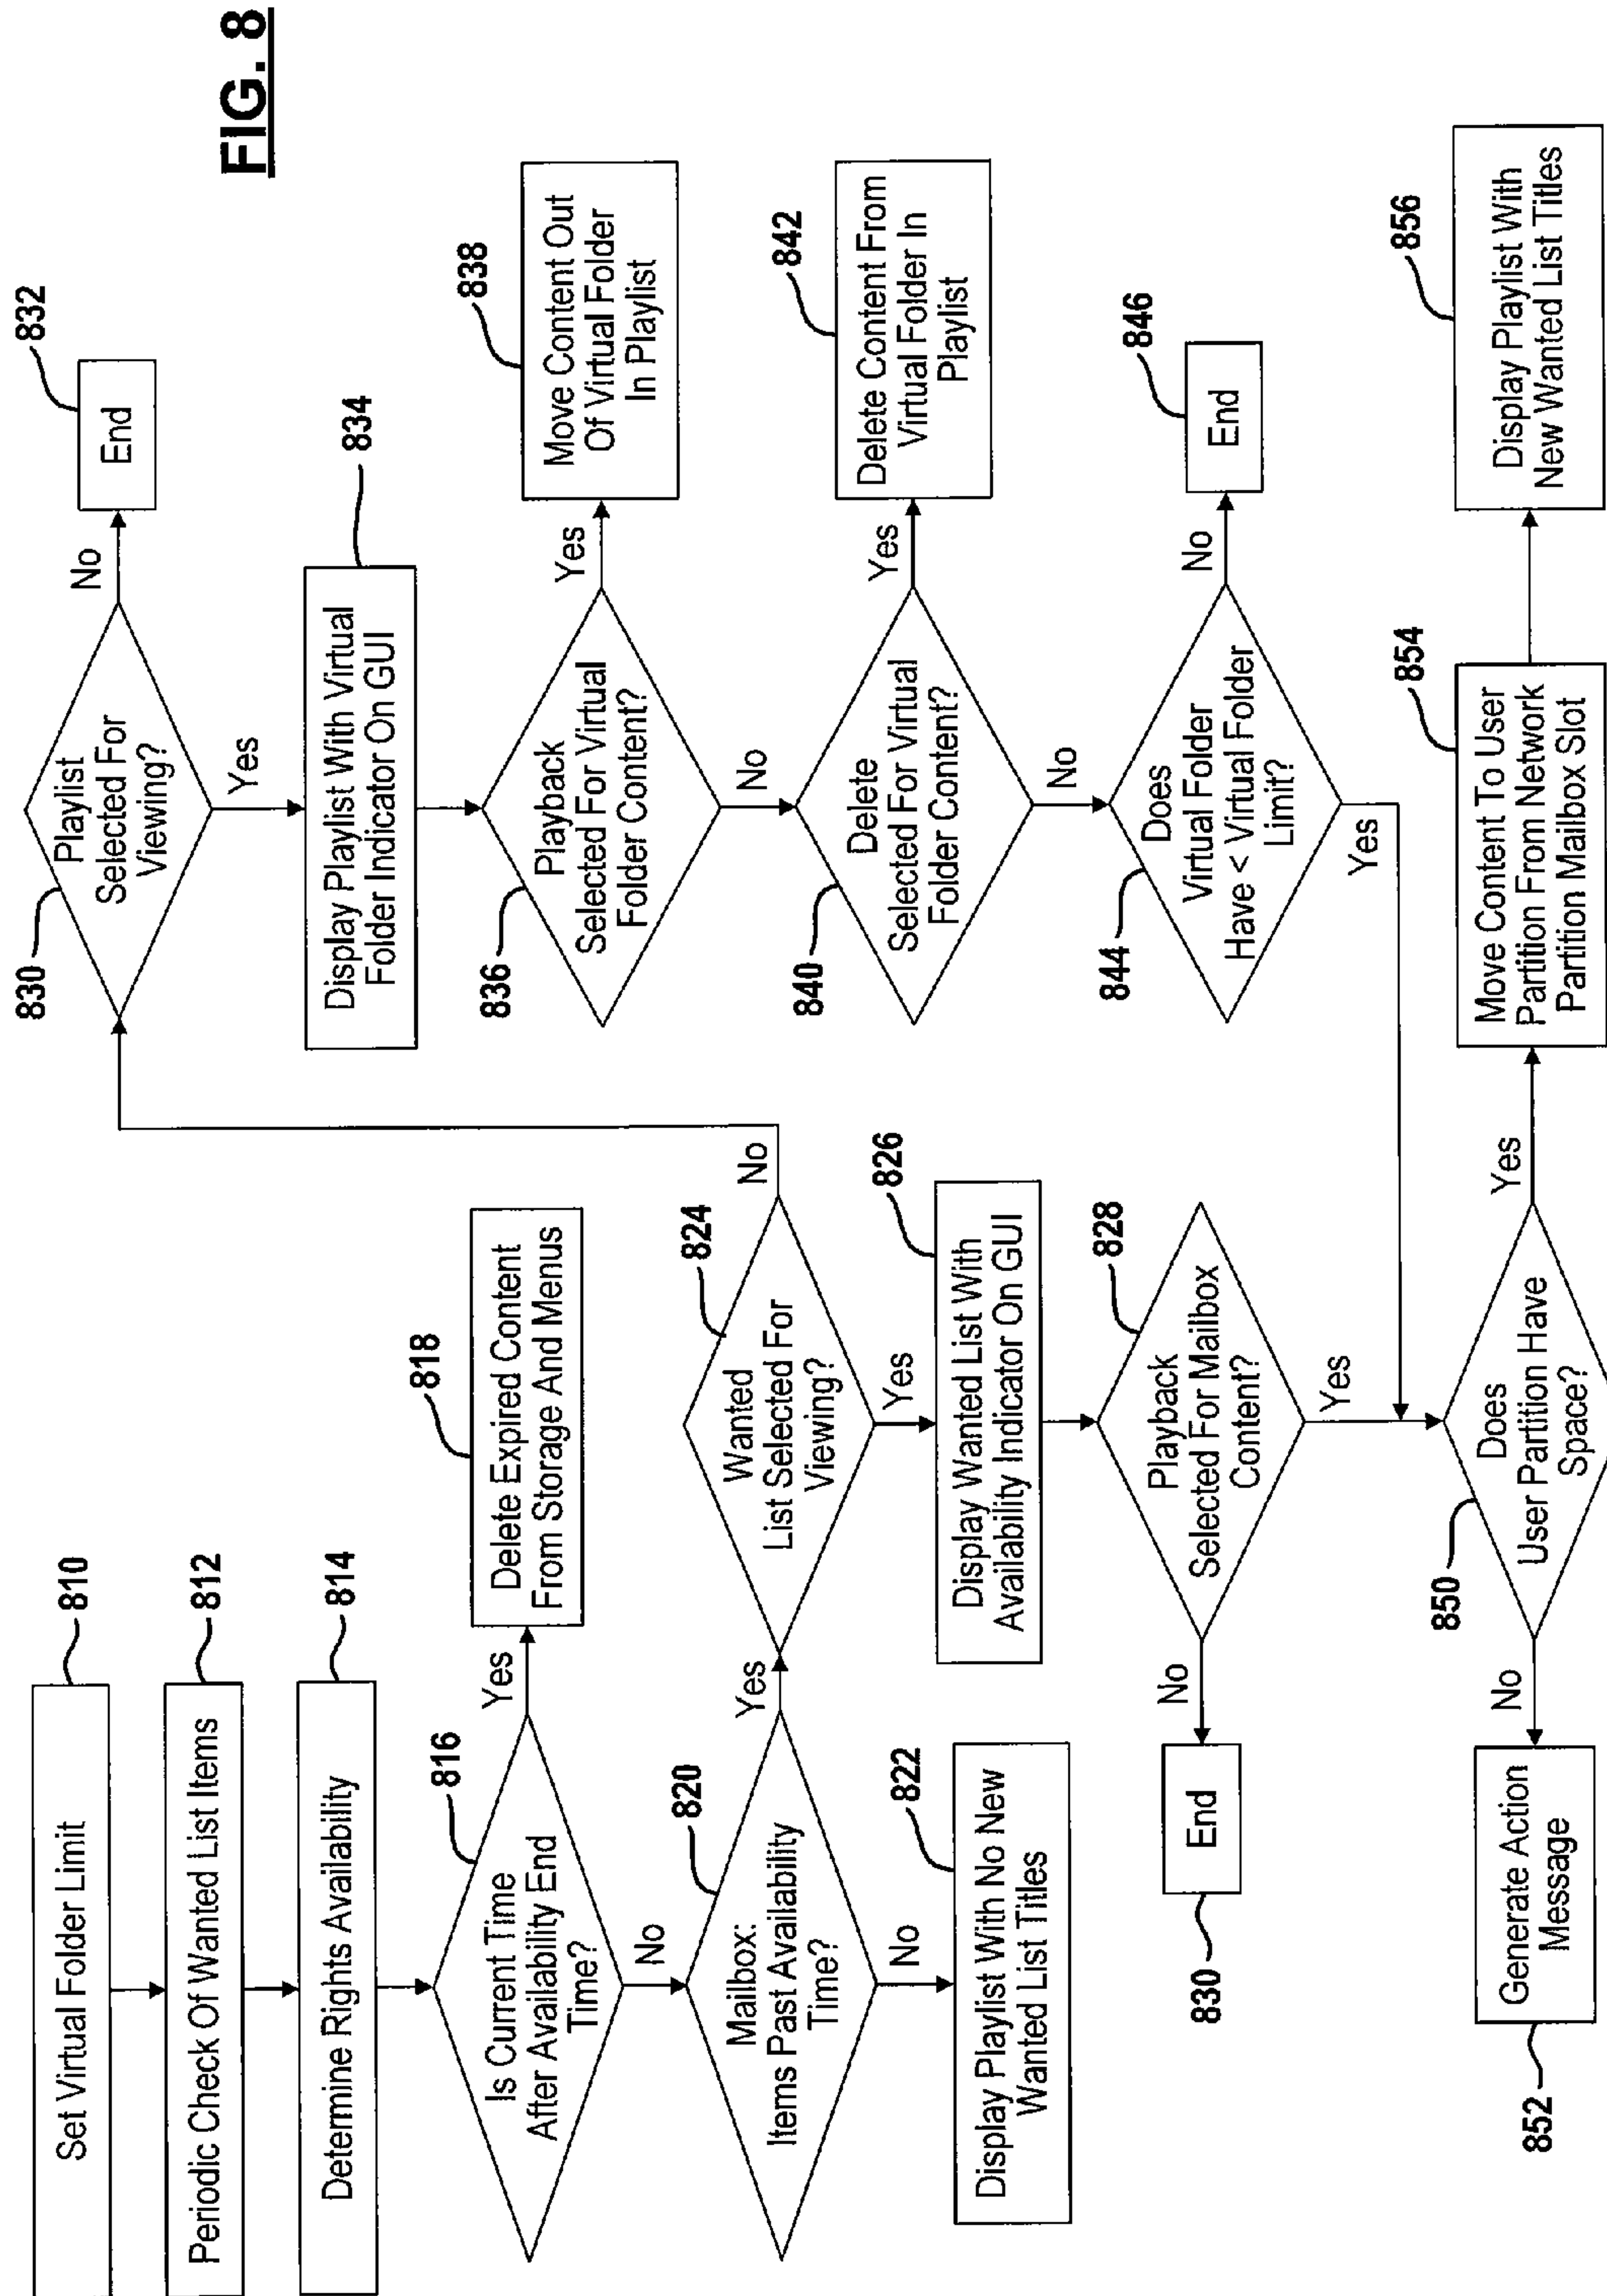 FIG. 8
810
Set Virtual Folder Limit
812
Periodic Check Of Wanted List Items
814
Determine Rights Availability
816
Is Current Time
After Availability End
Time?
Yes
818
Delete Expired Content
From Storage And Menus
No
820
Mailbox:
Items Past Availability
Time?
No
822
Display Playlist With No New
Wanted List Titles
Yes
824
Wanted
List Selected For
Viewing?
No
Yes
826
Display Wanted List With
Availability Indicator On GUI
828
Playback
Selected For Mailbox
Content?
No
End
830
Yes
830
Playlist
Selected For
Viewing?
No
832
End
Yes
834
Display Playlist With Virtual
Folder Indicator On GUI
836
Playback
Selected For Virtual
Folder Content?
Yes
838
Move Content Out
Of Virtual Folder
In Playlist
No
840
Delete
Selected For Virtual
Folder Content?
Yes
842
Delete Content From
Virtual Folder In
Playlist
No
844
Does
Virtual Folder
Have < Virtual Folder
Limit?
No
846
End
Yes
850
Does
User Partition Have
Space?
No
852
Generate Action
Message
Yes
854
Move Content To User
Partition From Network
Partition Mailbox Slot
856
Display Playlist With
New Wanted List Titles